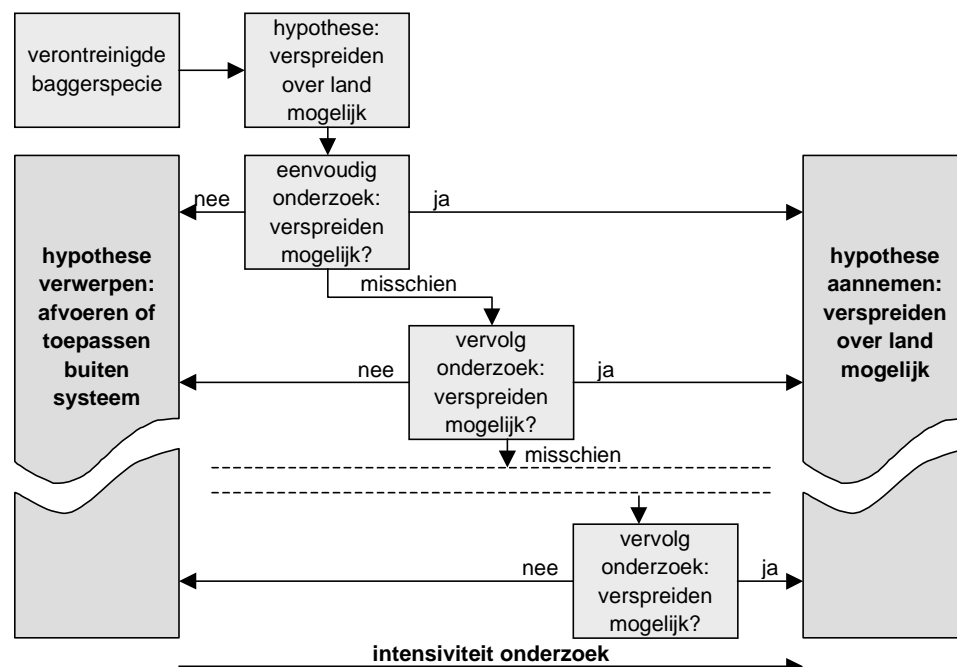 verontreinigde
baggerspecie
hypothese:
verspreiden
over land
mogelijk
eenvoudig
onderzoek:
verspreiden
mogelijk?
nee
ja
hypothese
verwerpen:
afvoeren of
toepassen
buiten
systeem
hypothese
aannemen:
verspreiden
over land
mogelijk
misschien
vervolg
onderzoek:
verspreiden
mogelijk?
nee
ja
misschien
vervolg
onderzoek:
verspreiden
mogelijk?
nee
ja
intensiviteit onderzoek